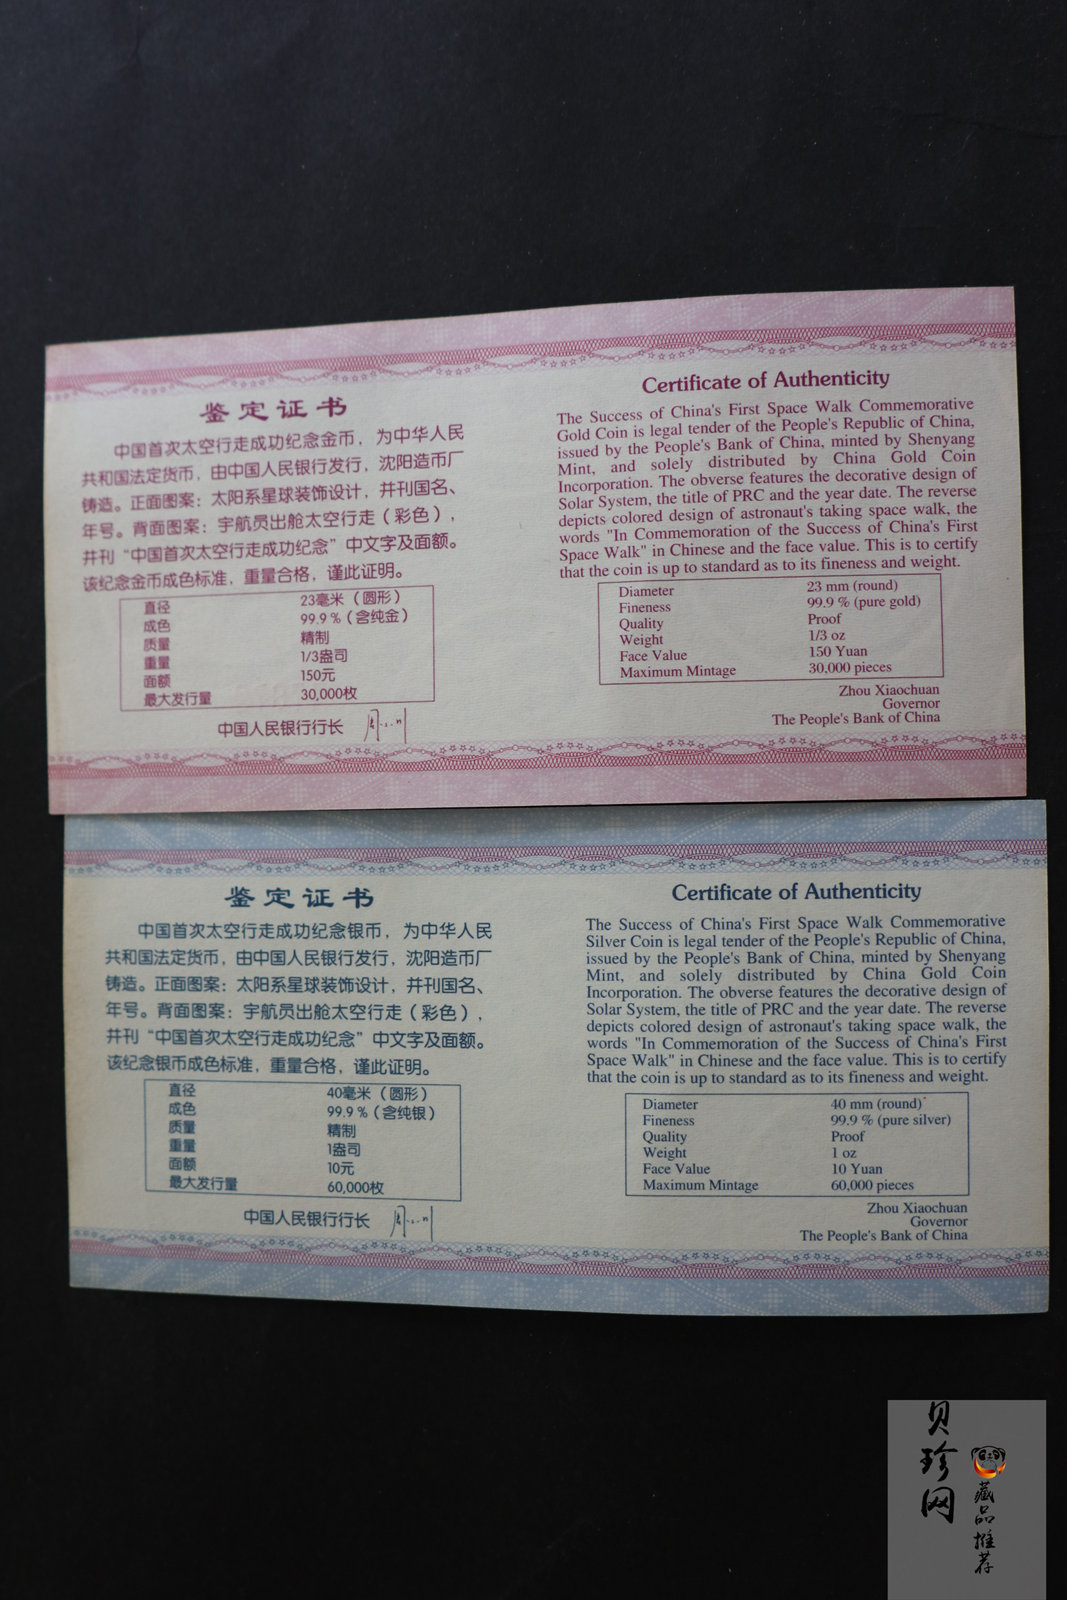 鉴定证书
中国首次太空行走成功纪念金币，为中华人民
共和国法定货币，由中国人民银行发行，沈阳造币厂
铸造。正面图案：太阳系星球装饰设计，并刊国名、
年号。背面图案：宇航员出舱太空行走（彩色），
并刊“中国首次太空行走成功纪念”中文字及面额。
该纪念金币成色标准，重量合格，谨此证明。
直径 23毫米（圆形）
成色 99.9％（含纯金）
质量 精制
重量 1/3盎司
面额 150元
最大发行量 30,000枚
中国人民银行行长
Certificate of Authenticity
The Success of China's First Space Walk Commemorative
Gold Coin is legal tender of the People's Republic of China,
issued by the People's Bank of China, minted by Shenyang
Mint, and solely distributed by China Gold Coin
Incorporation. The obverse features the decorative design of
Solar System, the title of PRC and the year date. The reverse
depicts colored design of astronaut's taking space walk, the
words "In Commemoration of the Success of China's First
Space Walk" in Chinese and the face value. This is to certify
that the coin is up to standard as to its fineness and weight.
Diameter 23 mm (round)
Fineness 99.9 % (pure gold)
Quality Proof
Weight 1/3 oz
Face Value 150 Yuan
Maximum Mintage 30,000 pieces
Zhou Xiaochuan
Governor
The People's Bank of China
鉴定证书
中国首次太空行走成功纪念银币，为中华人民
共和国法定货币，由中国人民银行发行，沈阳造币厂
铸造。正面图案：太阳系星球装饰设计，并刊国名、
年号。背面图案：宇航员出舱太空行走（彩色），
并刊“中国首次太空行走成功纪念”中文字及面额。
该纪念银币成色标准，重量合格，谨此证明。
直径 40毫米（圆形）
成色 99.9％（含纯银）
质量 精制
重量 1盎司
面额 10元
最大发行量 60,000枚
中国人民银行行长
Certificate of Authenticity
The Success of China's First Space Walk Commemorative
Silver Coin is legal tender of the People's Republic of China,
issued by the People's Bank of China, minted by Shenyang
Mint, and solely distributed by China Gold Coin
Incorporation. The obverse features the decorative design of
Solar System, the title of PRC and the year date. The reverse
depicts colored design of astronaut's taking space walk, the
words "In Commemoration of the Success of China's First
Space Walk" in Chinese and the face value. This is to certify
that the coin is up to standard as to its fineness and weight.
Diameter 40 mm (round)
Fineness 99.9 % (pure silver)
Quality Proof
Weight 1 oz
Face Value 10 Yuan
Maximum Mintage 60,000 pieces
Zhou Xiaochuan
Governor
The People's Bank of China
贝珍网
藏品推荐